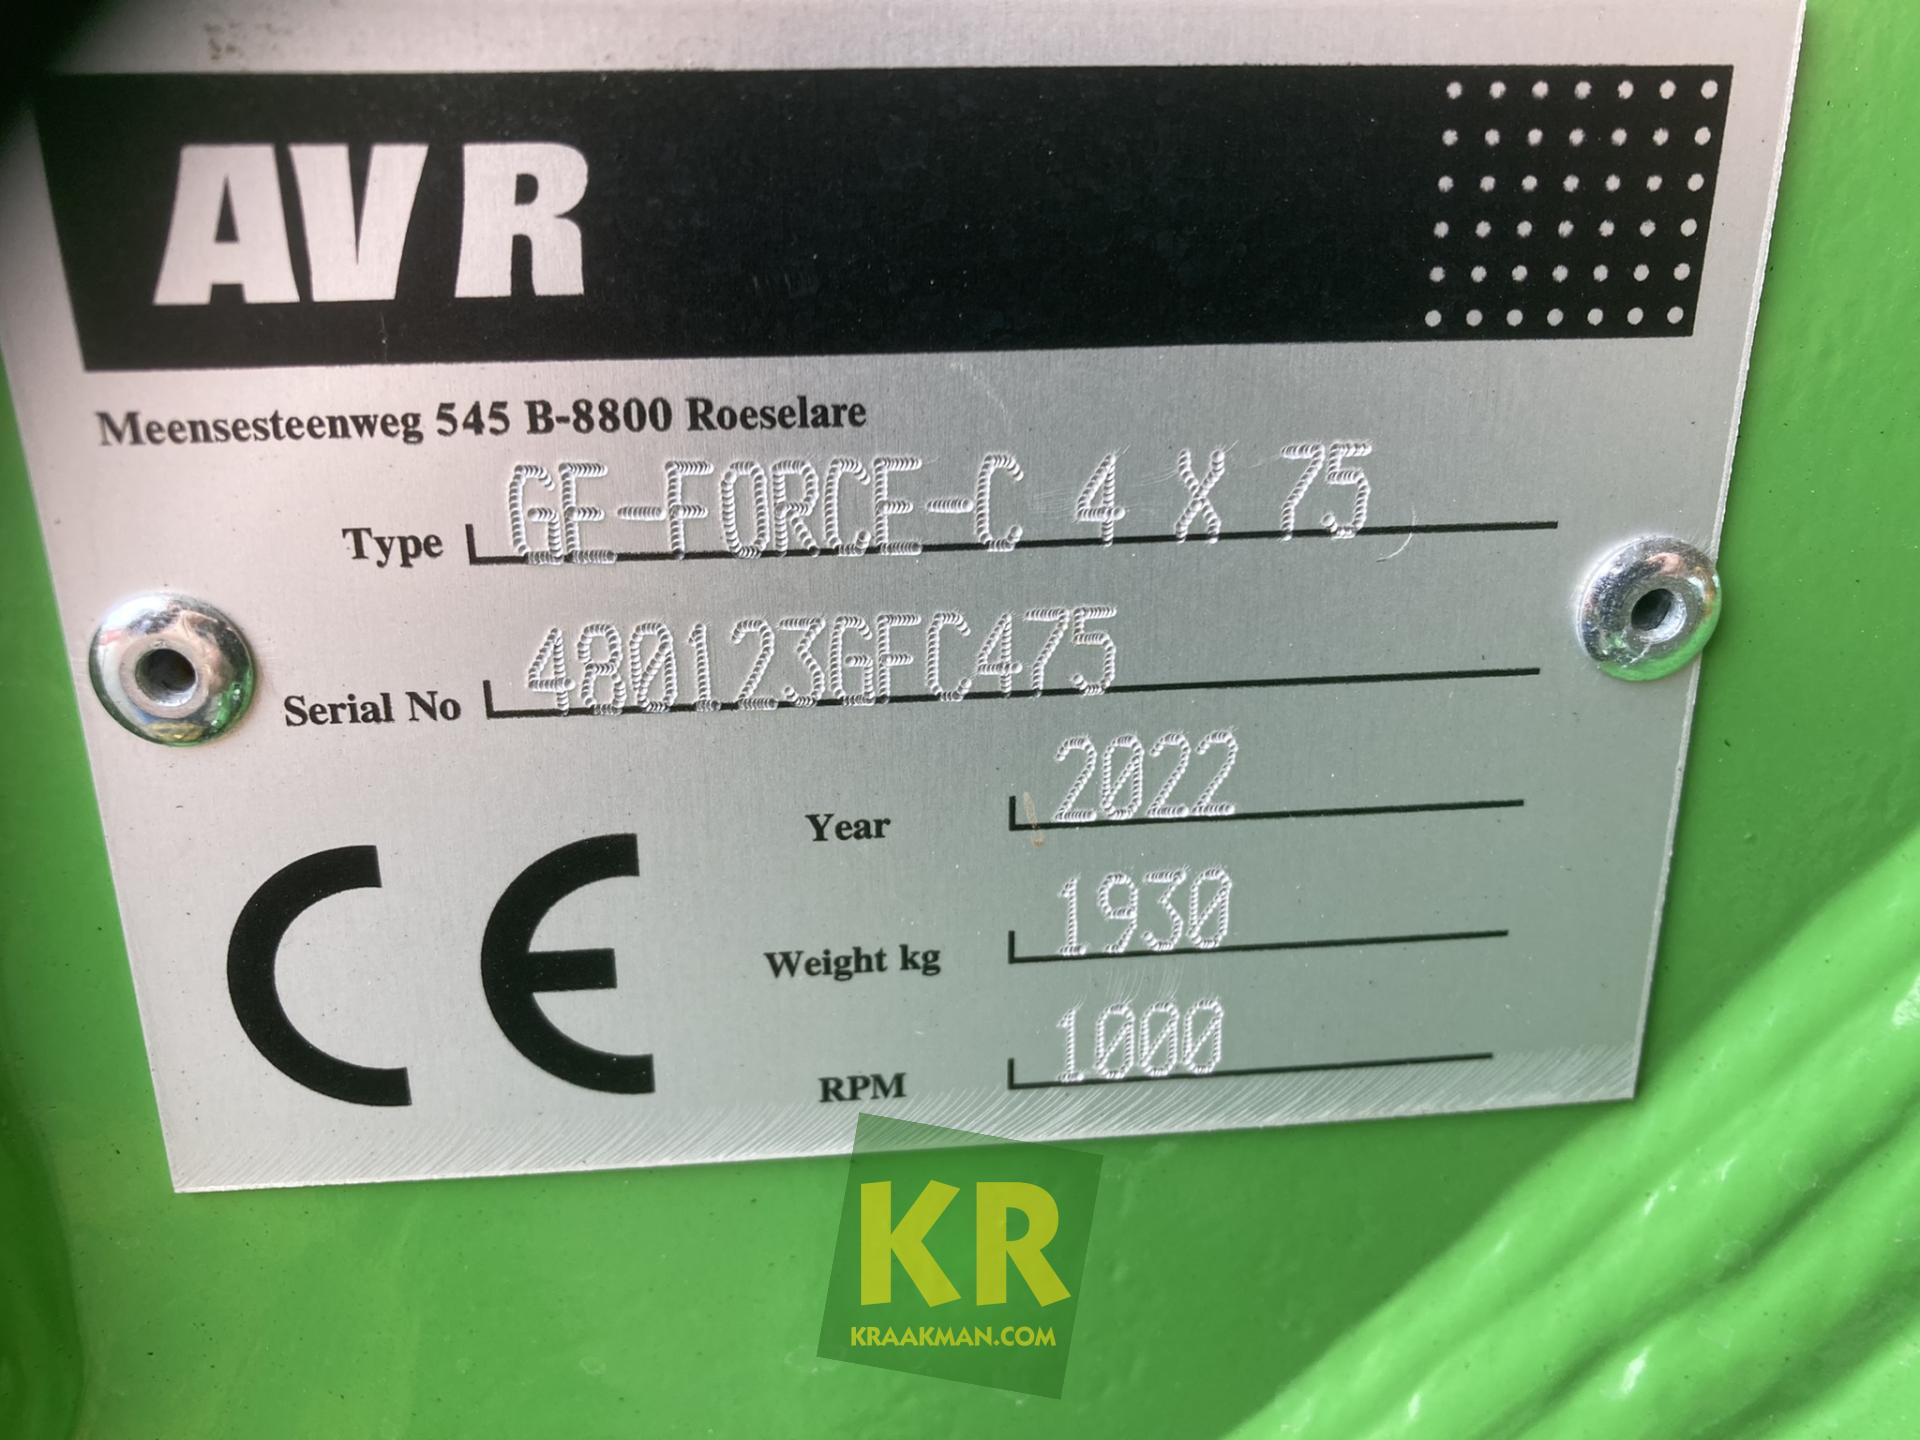 AVR
Meensesteenweg 545 B-8800 Roeselare
Type GE-FORCE-C 4 X 75
Serial No 480123GFC475
Year 2022
Weight kg 1930
RPM 1000
CE
KR
KRAAKMAN.COM